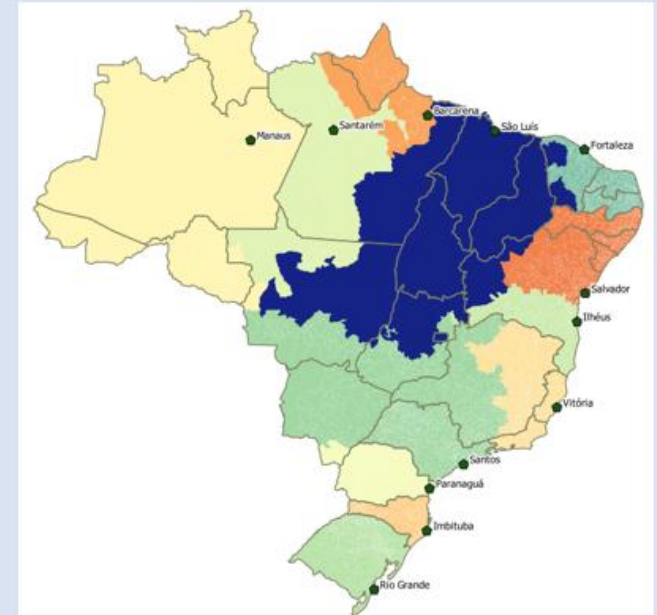 Barcarena
São Luís
Santarém
Manaus
Fortaleza
Salvador
Ilhéus
Vitória
Santos
Paranaguá
Imbituba
Rio Grande